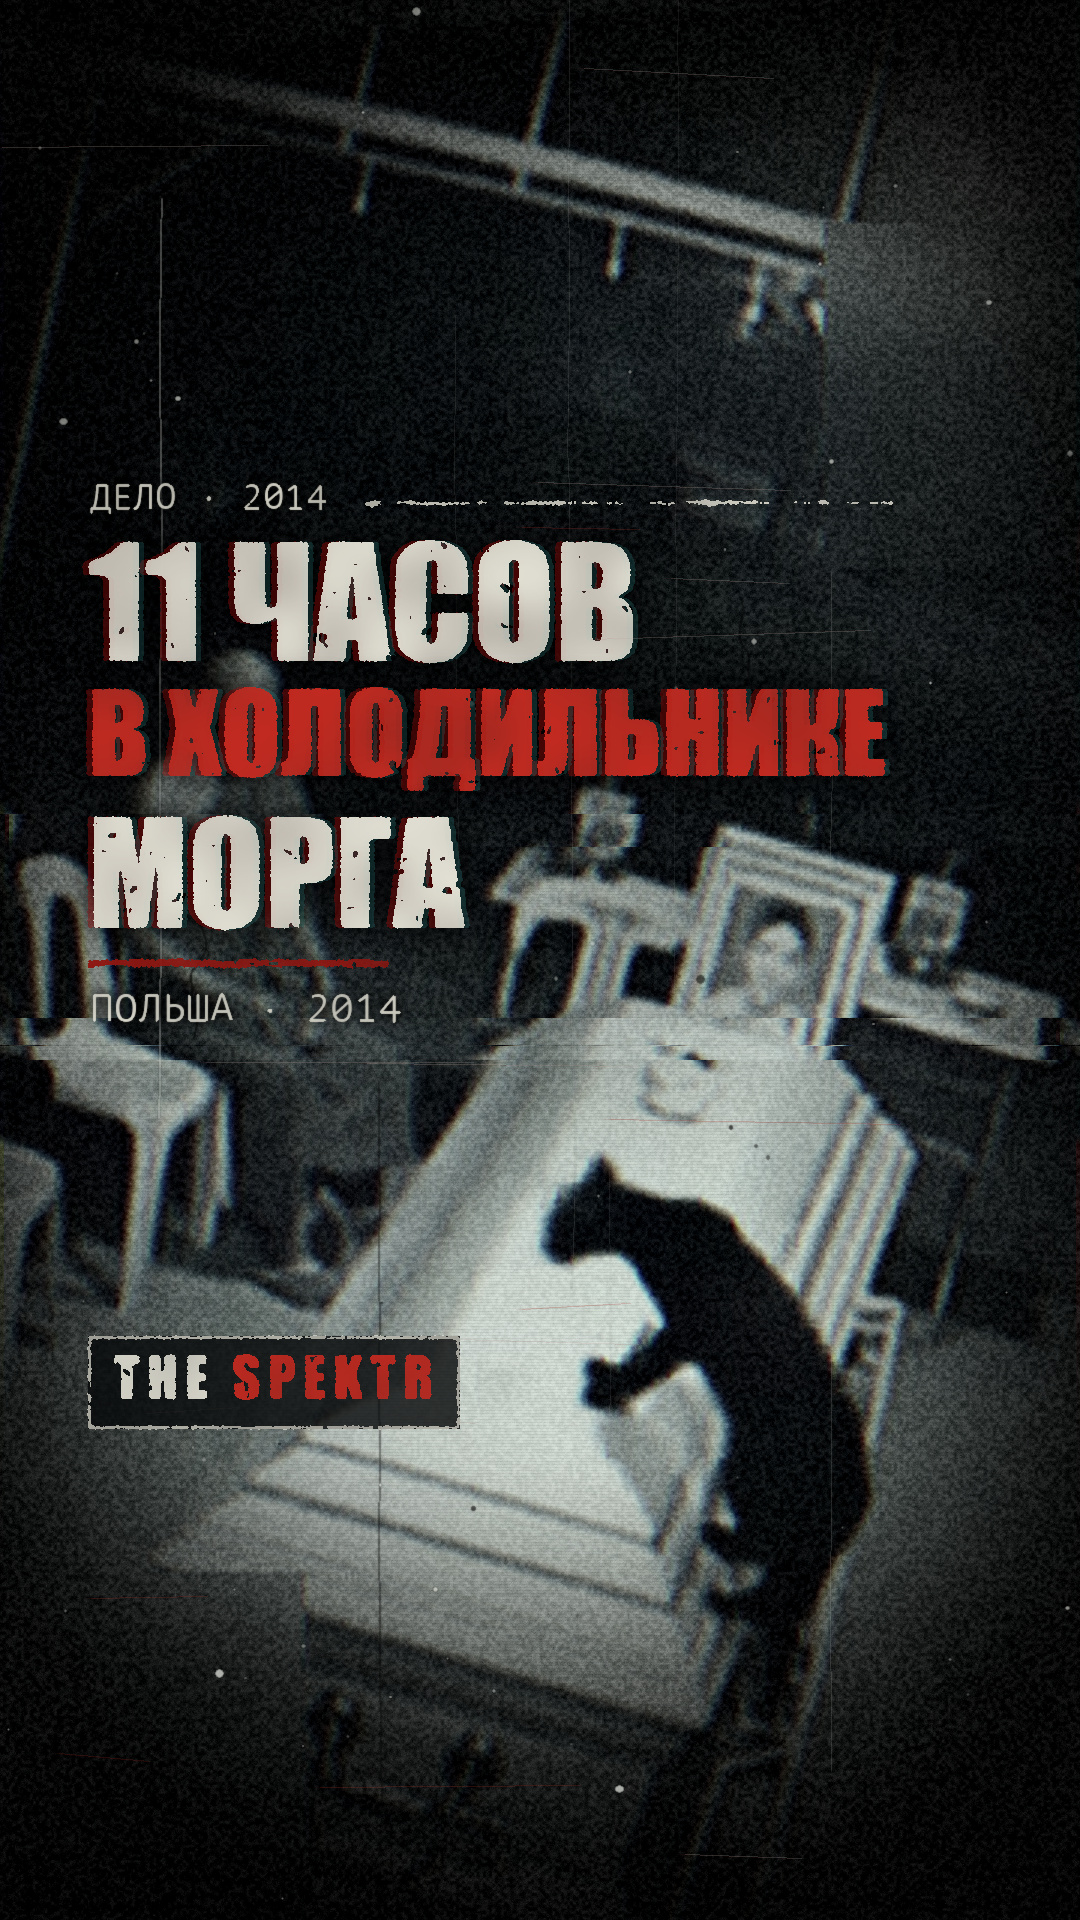 ДЕЛО · 2014
11 ЧАСОВ
В ХОЛОДИЛЬНИКЕ
МОРГА
ПОЛЬША · 2014
THE SPEKTR